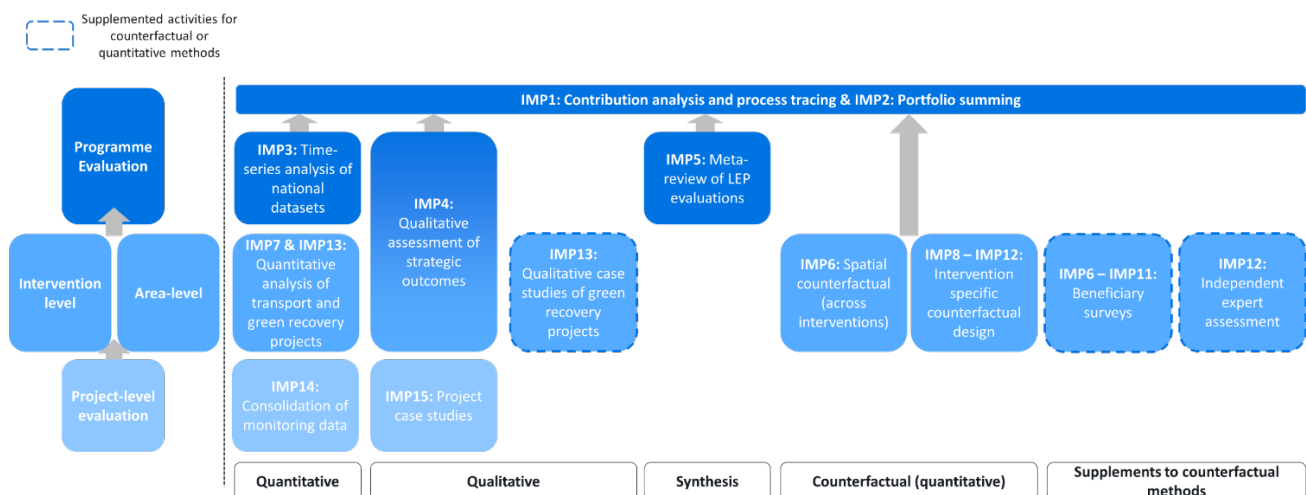 Supplemented activities for
counterfactual or
quantitative methods
IMP1: Contribution analysis and process tracing & IMP2: Portfolio summing
Programme
Evaluation
IMP3: Time-
series analysis of
national
datasets
IMP4:
Qualitative
assessment of
strategic
outcomes
IMP5: Meta-
review of LEP
evaluations
Intervention
level
Area-level
IMP7 & IMP13:
Quantitative
analysis of
transport and
green recovery
projects
IMP13:
Qualitative case
studies of green
recovery
projects
IMP6: Spatial
counterfactual
(across
interventions)
IMP8 – IMP12:
Intervention
specific
counterfactual
design
IMP6 – IMP11:
Beneficiary
surveys
IMP12:
Independent
expert
assessment
Project-level
evaluation
IMP14:
Consolidation of
monitoring data
IMP15: Project
case studies
Quantitative
Qualitative
Synthesis
Counterfactual (quantitative)
Supplements to counterfactual
methods